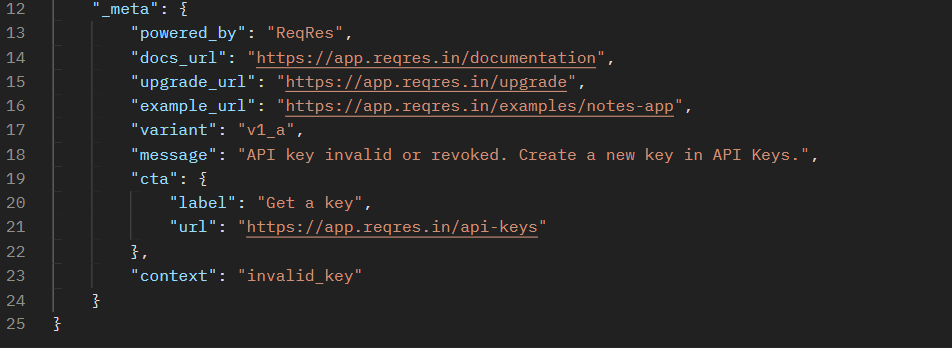 12 "_meta": {
13 "powered_by": "ReqRes",
14 "docs_url": "https://app.reqres.in/documentation",
15 "upgrade_url": "https://app.reqres.in/upgrade",
16 "example_url": "https://app.reqres.in/examples/notes-app",
17 "variant": "v1_a",
18 "message": "API key invalid or revoked. Create a new key in API Keys.",
19 "cta": {
20 "label": "Get a key",
21 "url": "https://app.reqres.in/api-keys"
22 },
23 "context": "invalid_key"
24 }
25 }